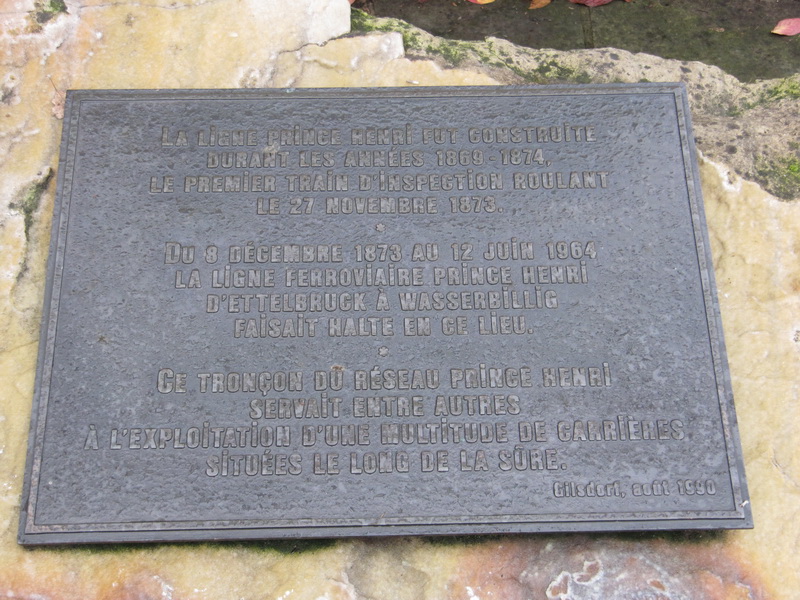 LA LIGNE PRINCE HENRI FUT CONSTRUITE
DURANT LES ANNÉES 1869-1874,
LE PREMIER TRAIN D'INSPECTION ROULANT
LE 27 NOVEMBRE 1873.
*
DU 8 DÉCEMBRE 1873 AU 12 JUIN 1964
LA LIGNE FERROVIAIRE PRINCE HENRI
D'ETTELBRUCK À WASSERBILLIG
FAISAIT HALTE EN CE LIEU.
*
CE TRONÇON DU RÉSEAU PRINCE HENRI
SERVAIT ENTRE AUTRES
À L'EXPLOITATION D'UNE MULTITUDE DE CARRIÈRES
SITUÉES LE LONG DE LA SÛRE.
Gilsdorf, août 1990